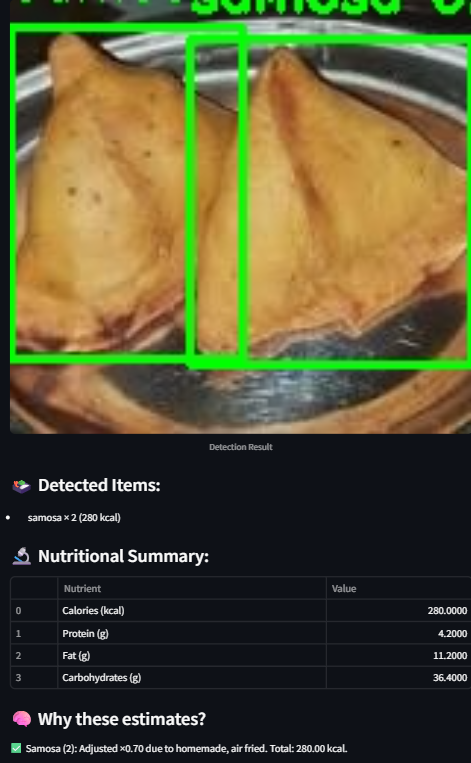 samosa 0.
Detection Result
Detected Items:
samosa × 2 (280 kcal)
Nutritional Summary:
Nutrient Value
0 Calories (kcal) 280.0000
1 Protein (g) 4.2000
2 Fat (g) 11.2000
3 Carbohydrates (g) 36.4000
Why these estimates?
Samosa (2): Adjusted ×0.70 due to homemade, air fried. Total: 280.00 kcal.